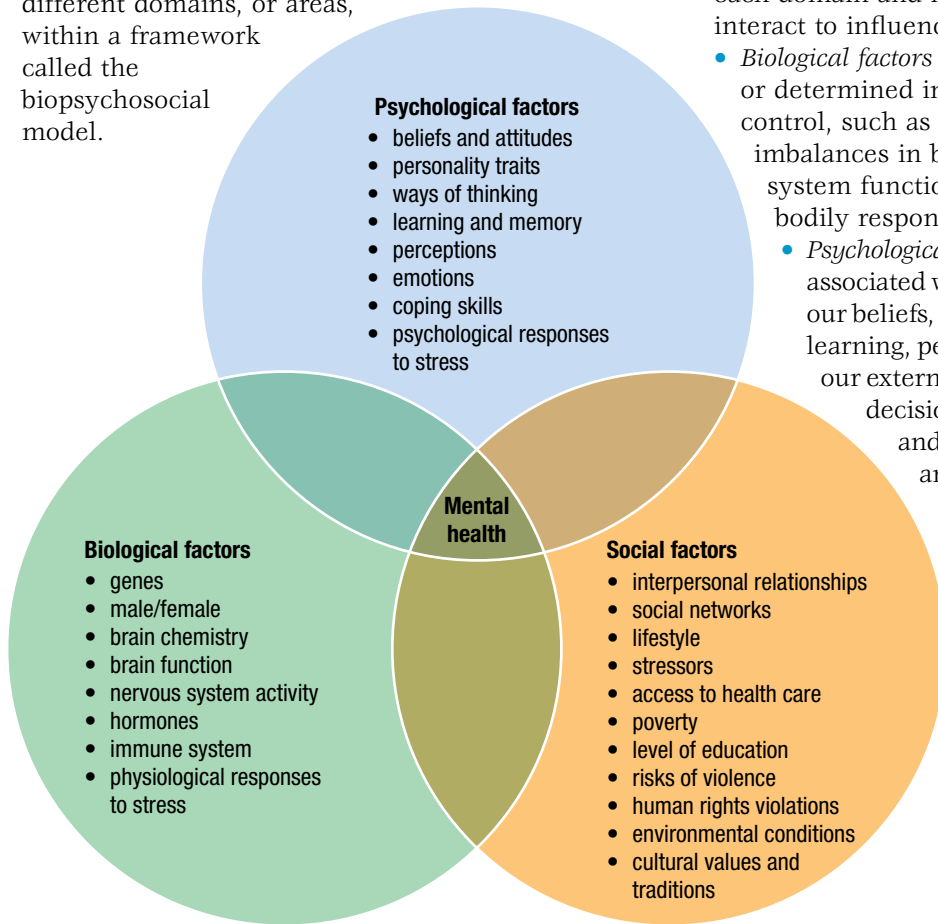 different domains, or areas,
within a framework
called the
biopsychosocial
model.
interact to influenc
• Biological factors
or determined in
control, such as
imbalances in b
system functio
bodily respon
• Psychologica
associated w
our beliefs,
learning, pe
our extern
decisio
and
an
Psychological factors
• beliefs and attitudes
• personality traits
• ways of thinking
• learning and memory
• perceptions
• emotions
• coping skills
• psychological responses
to stress
Mental
health
Biological factors
• genes
• male/female
• brain chemistry
• brain function
• nervous system activity
• hormones
• immune system
• physiological responses
to stress
Social factors
• interpersonal relationships
• social networks
• lifestyle
• stressors
• access to health care
• poverty
• level of education
• risks of violence
• human rights violations
• environmental conditions
• cultural values and
traditions